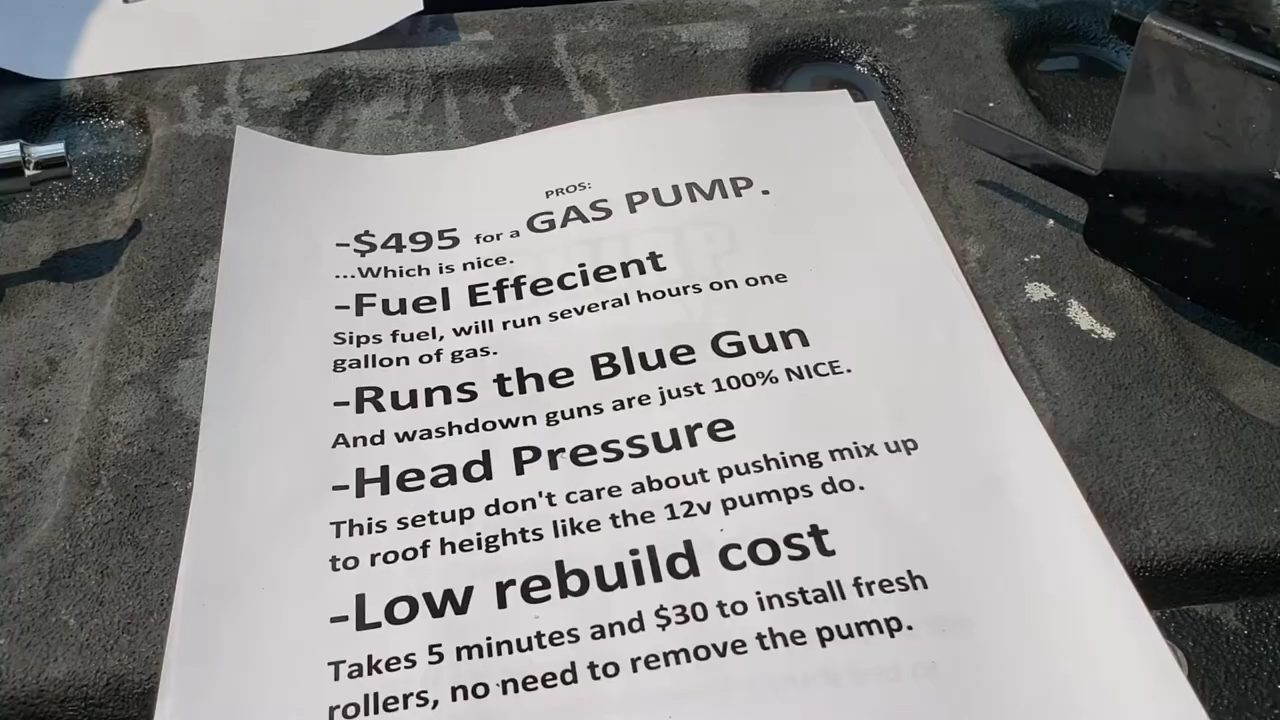 PROS:
-$495 for a GAS PUMP.
...Which is nice.
-Fuel Effecient
Sips fuel, will run several hours on one
gallon of gas.
-Runs the Blue Gun
And washdown guns are just 100% NICE.
-Head Pressure
This setup don't care about pushing mix up
to roof heights like the 12v pumps do.
-Low rebuild cost
Takes 5 minutes and $30 to install fresh
rollers, no need to remove the pump.